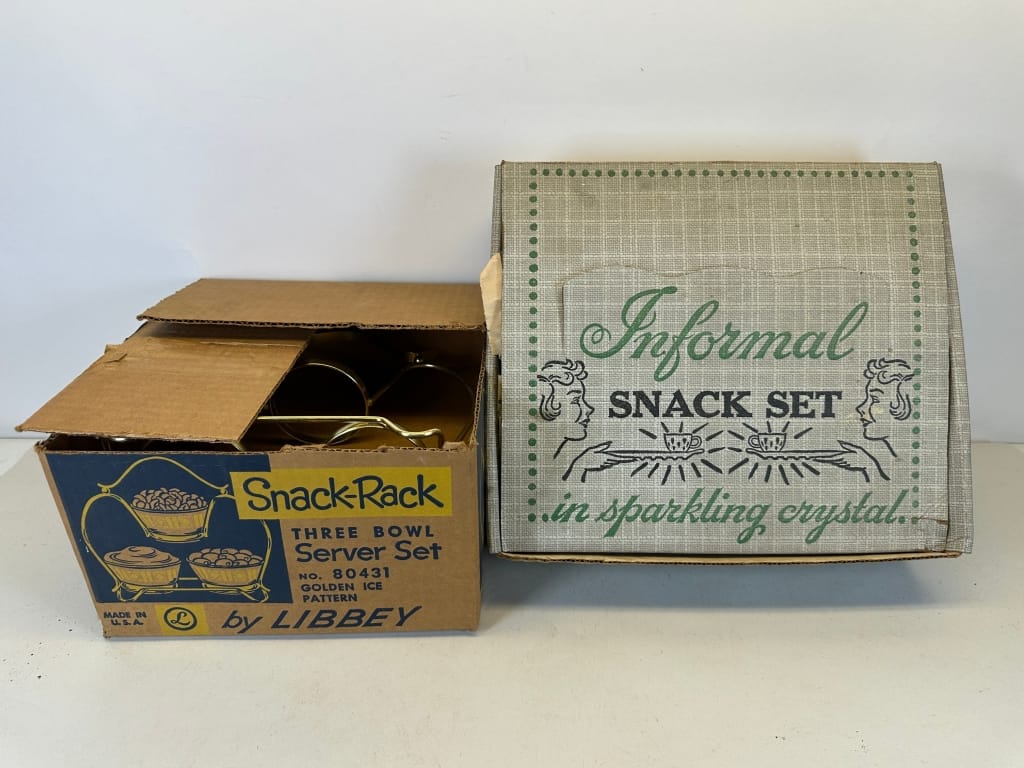 Snack-Rack
THREE BOWL
Server Set
NO. 80431
GOLDEN ICE
PATTERN
MADE IN
U.S.A.
L
by LIBBEY
Informal
SNACK SET
in sparkling crystal..